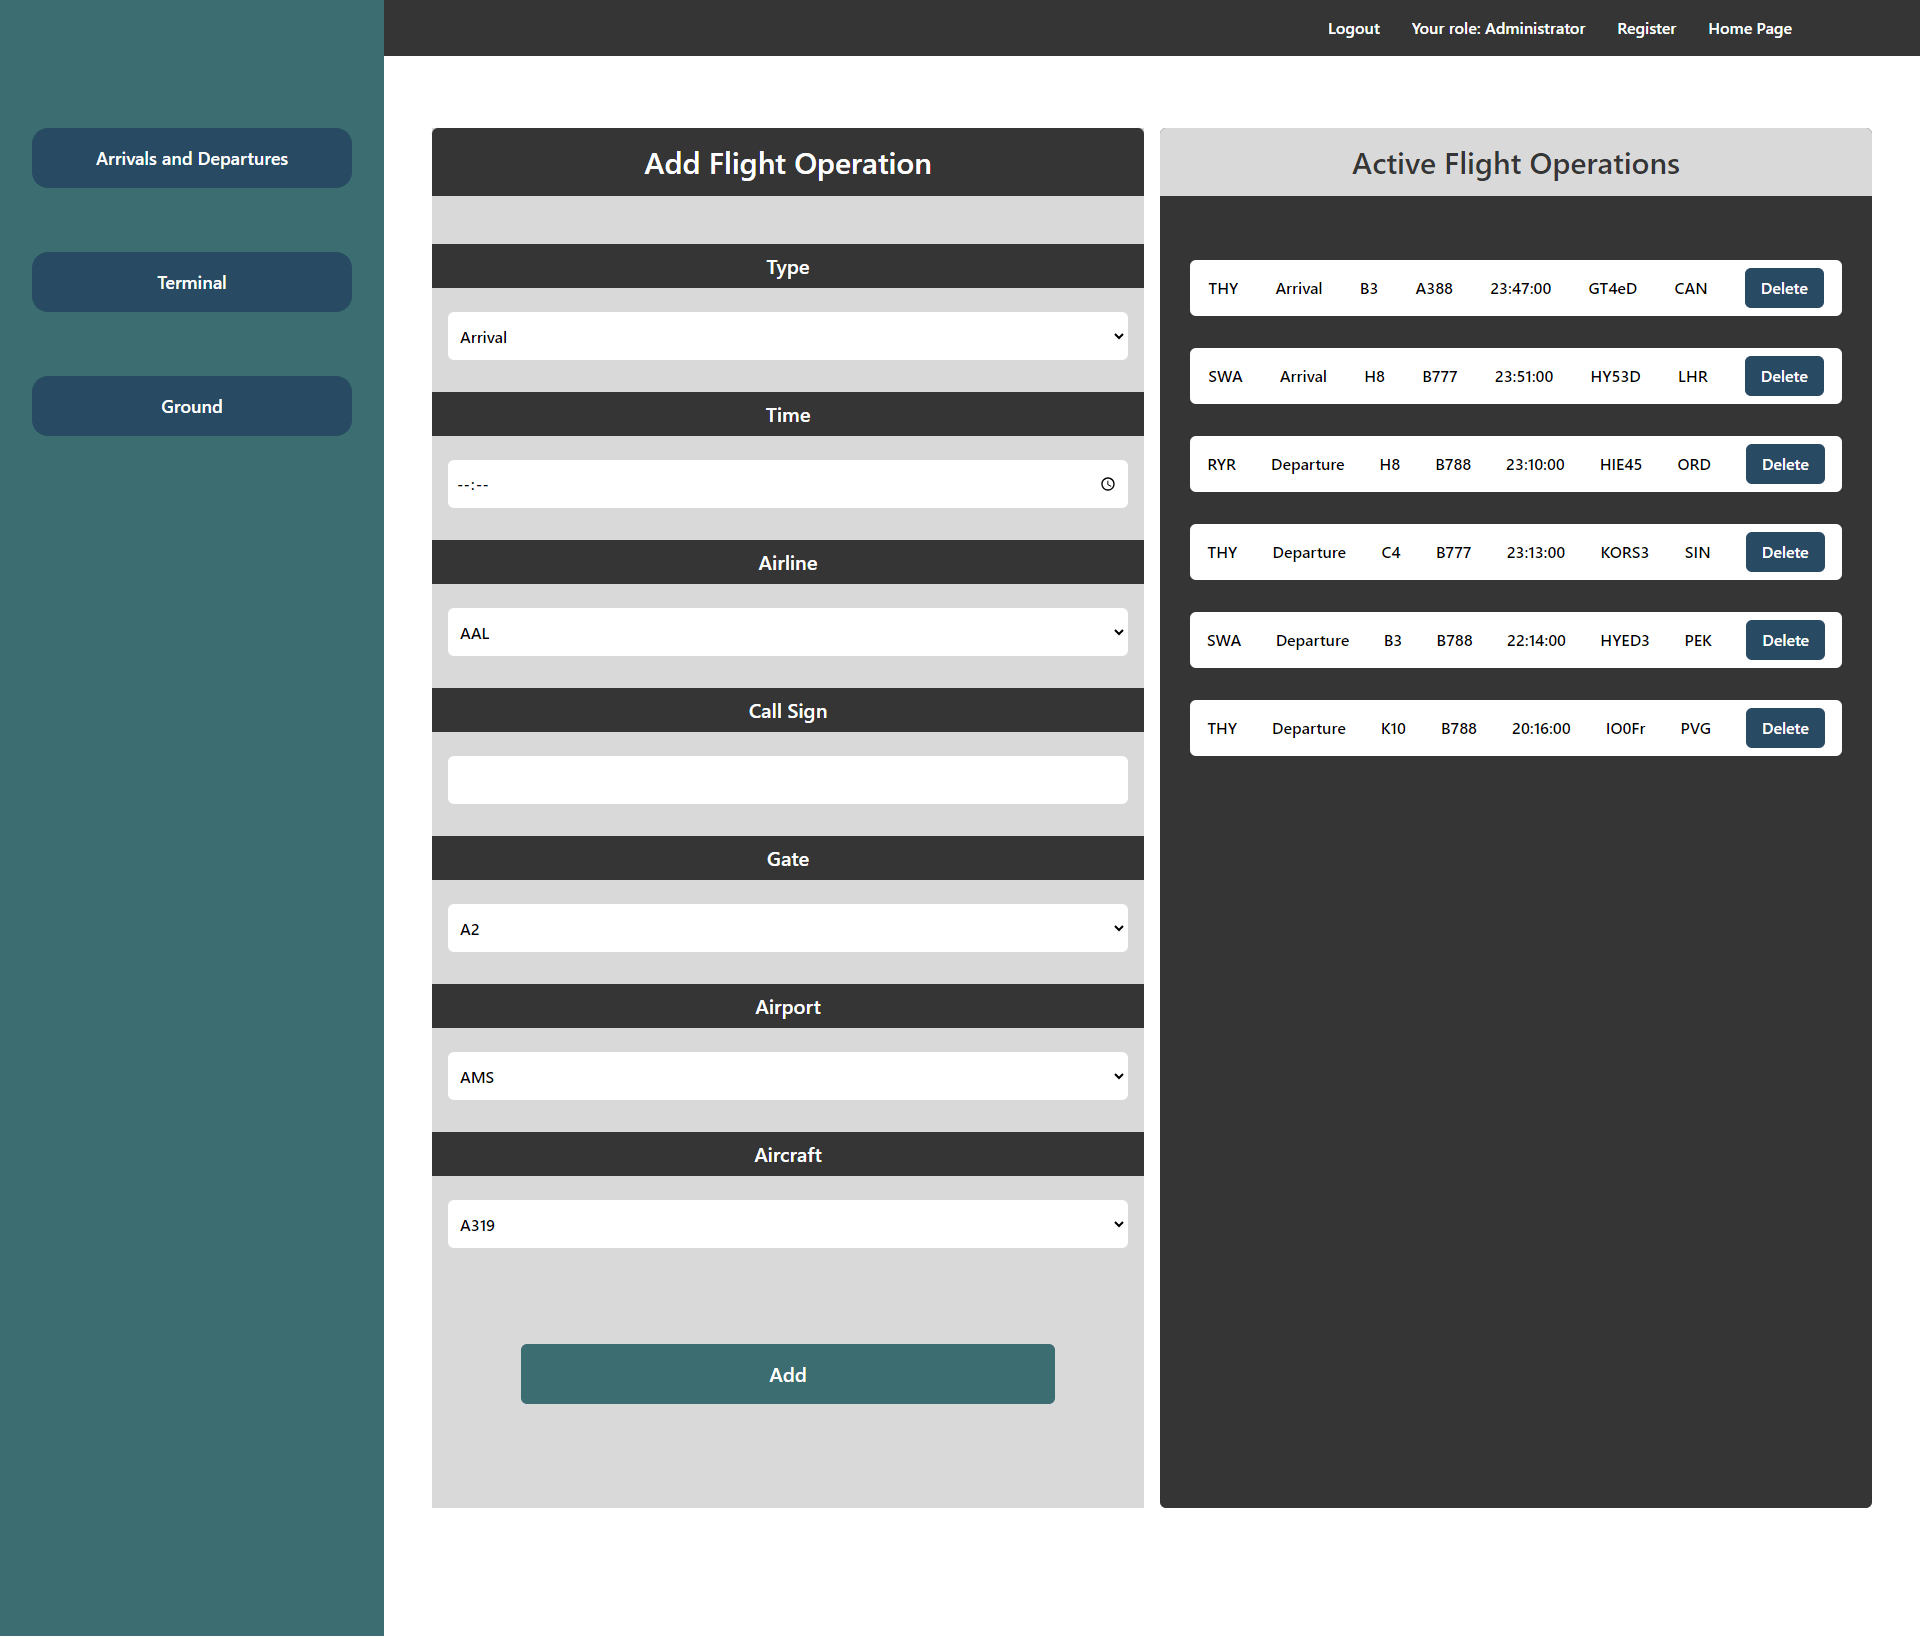 Logout Your role: Administrator Register Home Page
Arrivals and Departures
Terminal
Ground
Add Flight Operation
Type
Arrival
Time
--:--
Airline
AAL
Call Sign
Gate
A2
Airport
AMS
Aircraft
A319
Add
Active Flight Operations
THY Arrival B3 A388 23:47:00 GT4eD CAN Delete
SWA Arrival H8 B777 23:51:00 HY53D LHR Delete
RYR Departure H8 B788 23:10:00 HIE45 ORD Delete
THY Departure C4 B777 23:13:00 KORS3 SIN Delete
SWA Departure B3 B788 22:14:00 HYED3 PEK Delete
THY Departure K10 B788 20:16:00 IO0Fr PVG Delete